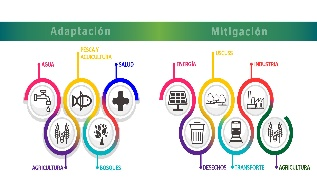 Adaptación
Mitigación
AGUA
PESCA Y
ACUICULTURA
SALUD
AGRICULTURA
BOSQUES
ENERGÍA
USCUSS
INDUSTRIA
DESECHOS
TRANSPORTE
AGRICULTURA